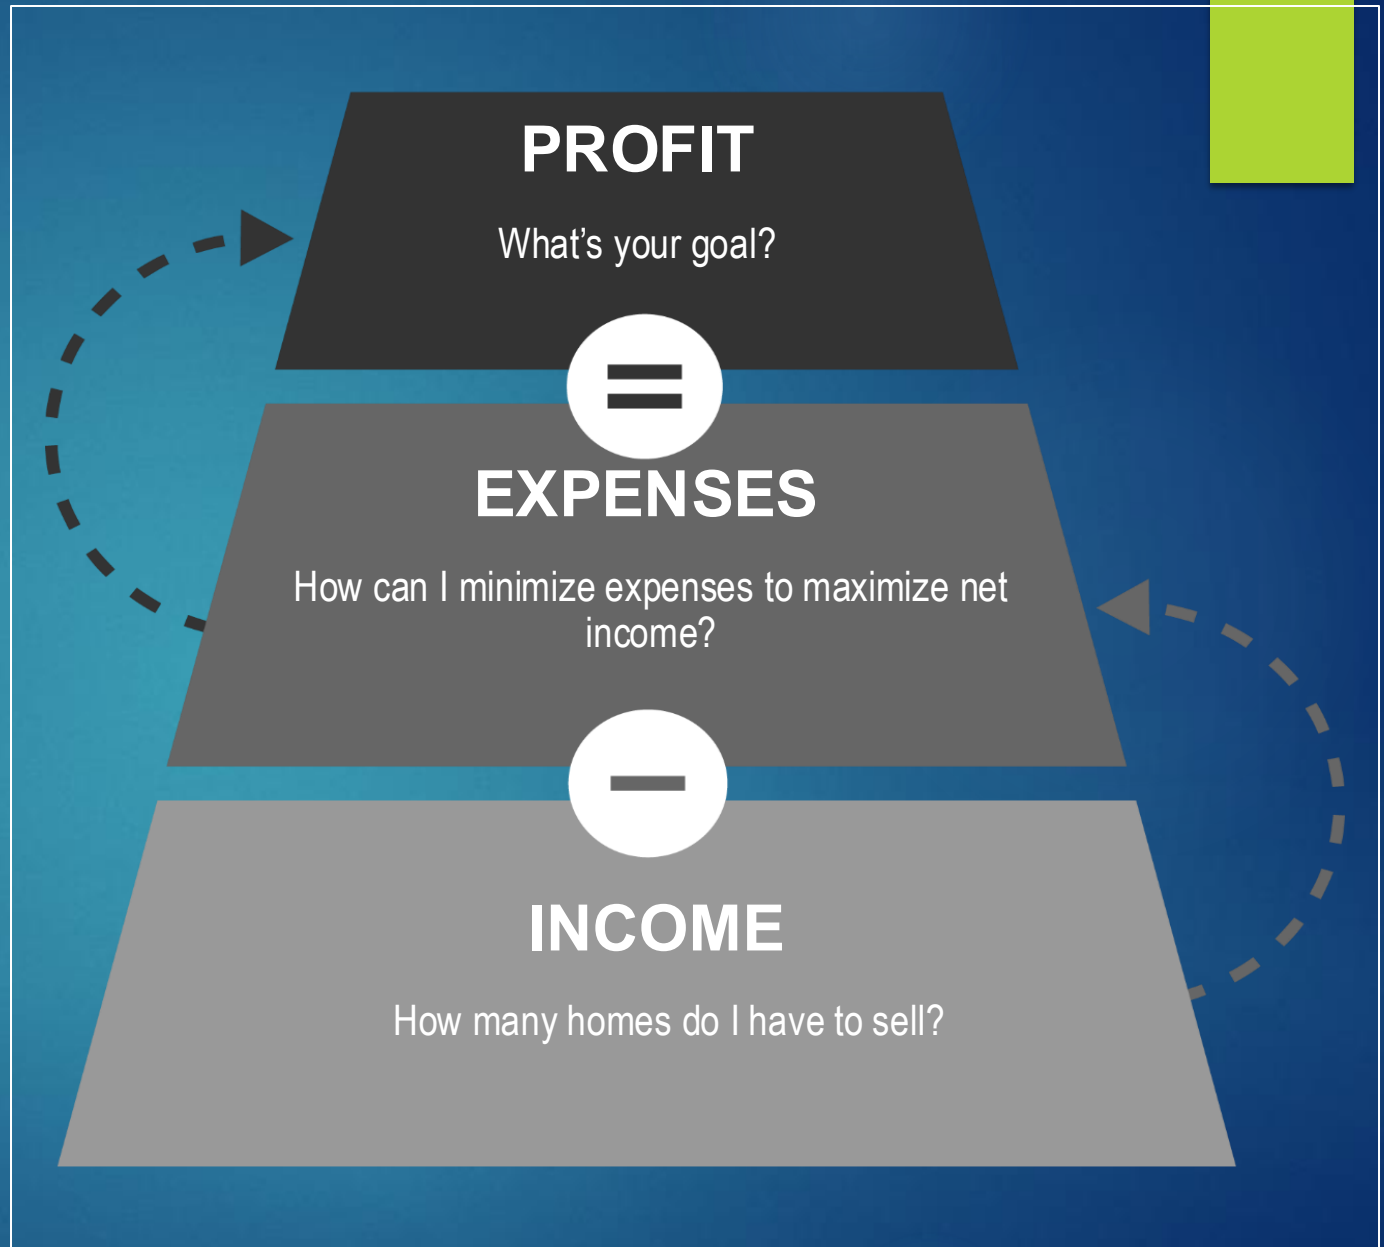 PROFIT
What’s your goal?
=
EXPENSES
How can I minimize expenses to maximize net
income?
−
INCOME
How many homes do I have to sell?